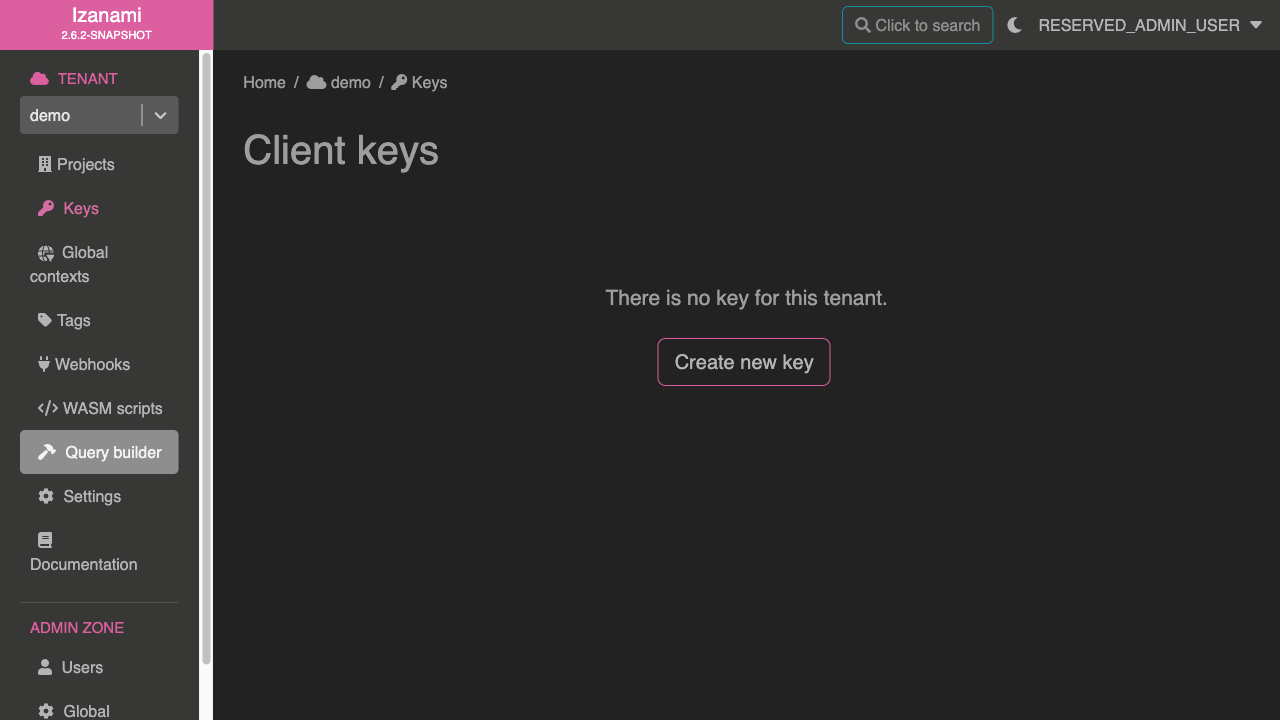 Izanami
2.6.2-SNAPSHOT
Click to search
RESERVED_ADMIN_USER
TENANT
demo
Projects
Keys
Global
contexts
Tags
Webhooks
WASM scripts
Query builder
Settings
Documentation
ADMIN ZONE
Users
Global
Home / demo / Keys
Client keys
There is no key for this tenant.
Create new key